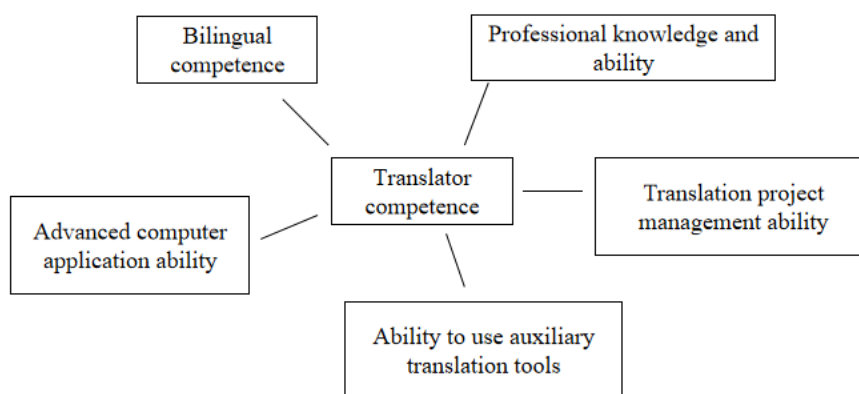 Bilingual
competence
Professional knowledge and
ability
Translator
competence
Translation project
management ability
Advanced computer
application ability
Ability to use auxiliary
translation tools